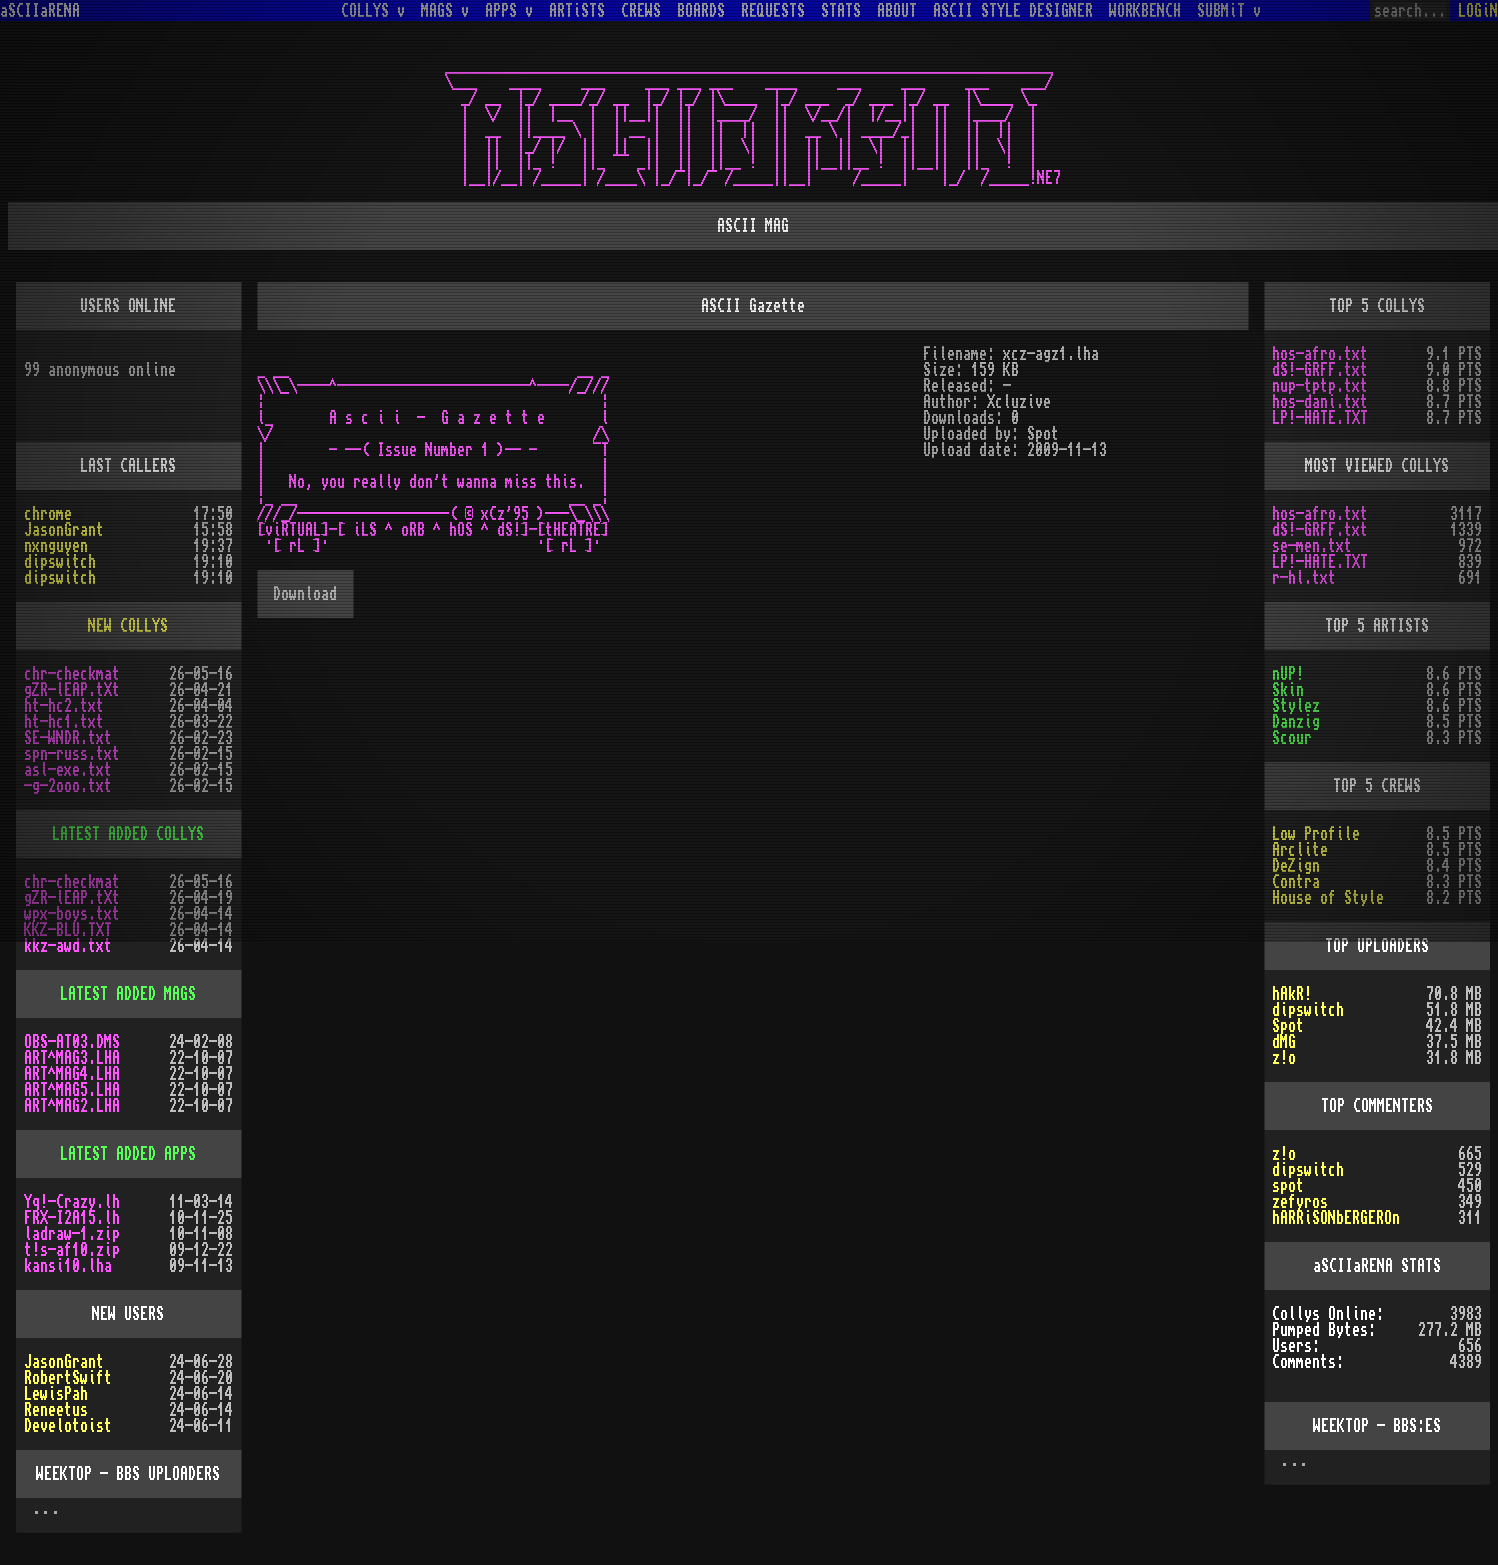 aSCIIaRENA COLLYS v MAGS v APPS v ARTiSTS CREWS BOARDS REQUESTS STATS ABOUT ASCII STYLE DESIGNER WORKBENCH SUBMiT v search... LOGiN
!NE7
ASCII MAG
USERS ONLINE
99 anonymous online
LAST CALLERS
chrome 17:50
JasonGrant 15:58
nxnguyen 19:37
dipswitch 19:10
dipswitch 19:10
NEW COLLYS
chr-checkmat 26-05-16
gZR-lEAP.tXt 26-04-21
ht-hc2.txt 26-04-04
ht-hc1.txt 26-03-22
SE-WNDR.txt 26-02-23
spn-russ.txt 26-02-15
asl-exe.txt 26-02-15
-g-2ooo.txt 26-02-15
LATEST ADDED COLLYS
chr-checkmat 26-05-16
gZR-lEAP.tXt 26-04-19
wpx-boys.txt 26-04-14
KKZ-BLU.TXT 26-04-14
kkz-awd.txt 26-04-14
LATEST ADDED MAGS
OBS-AT03.DMS 24-02-08
ART^MAG3.LHA 22-10-07
ART^MAG4.LHA 22-10-07
ART^MAG5.LHA 22-10-07
ART^MAG2.LHA 22-10-07
LATEST ADDED APPS
Yg!-Crazy.lh 11-03-14
FRX-I2A15.lh 10-11-25
ladraw-1.zip 10-11-08
t!s-af10.zip 09-12-22
kansi10.lha 09-11-13
NEW USERS
JasonGrant 24-06-28
RobertSwift 24-06-20
LewisPah 24-06-14
Reneetus 24-06-14
Develotoist 24-06-11
WEEKTOP - BBS UPLOADERS
...
ASCII Gazette
A s c i i - G a z e t t e
- --( Issue Number 1 )-- -
No, you really don't wanna miss this.
( @ xCz'95 )
[viRTUAL]-[ iLS ^ oRB ^ hOS ^ dS!]-[tHEATRE]
'[ rL ]' '[ rL ]'
Download
Filename: xcz-agz1.lha
Size: 159 KB
Released: -
Author: Xcluzive
Downloads: 0
Uploaded by: Spot
Upload date: 2009-11-13
TOP 5 COLLYS
hos-afro.txt 9.1 PTS
dS!-GRFF.txt 9.0 PTS
nup-tptp.txt 8.8 PTS
hos-dani.txt 8.7 PTS
LP!-HATE.TXT 8.7 PTS
MOST VIEWED COLLYS
hos-afro.txt 3117
dS!-GRFF.txt 1339
se-men.txt 972
LP!-HATE.TXT 839
r-hl.txt 691
TOP 5 ARTISTS
nUP! 8.6 PTS
Skin 8.6 PTS
Stylez 8.6 PTS
Danzig 8.5 PTS
Scour 8.3 PTS
TOP 5 CREWS
Low Profile 8.5 PTS
Arclite 8.5 PTS
DeZign 8.4 PTS
Contra 8.3 PTS
House of Style 8.2 PTS
TOP UPLOADERS
hAkR! 70.8 MB
dipswitch 51.8 MB
Spot 42.4 MB
dMG 37.5 MB
z!o 31.8 MB
TOP COMMENTERS
z!o 665
dipswitch 529
spot 450
zefyros 349
hARRiSONbERGEROn 311
aSCIIaRENA STATS
Collys Online: 3983
Pumped Bytes: 277.2 MB
Users: 656
Comments: 4389
WEEKTOP - BBS:ES
...